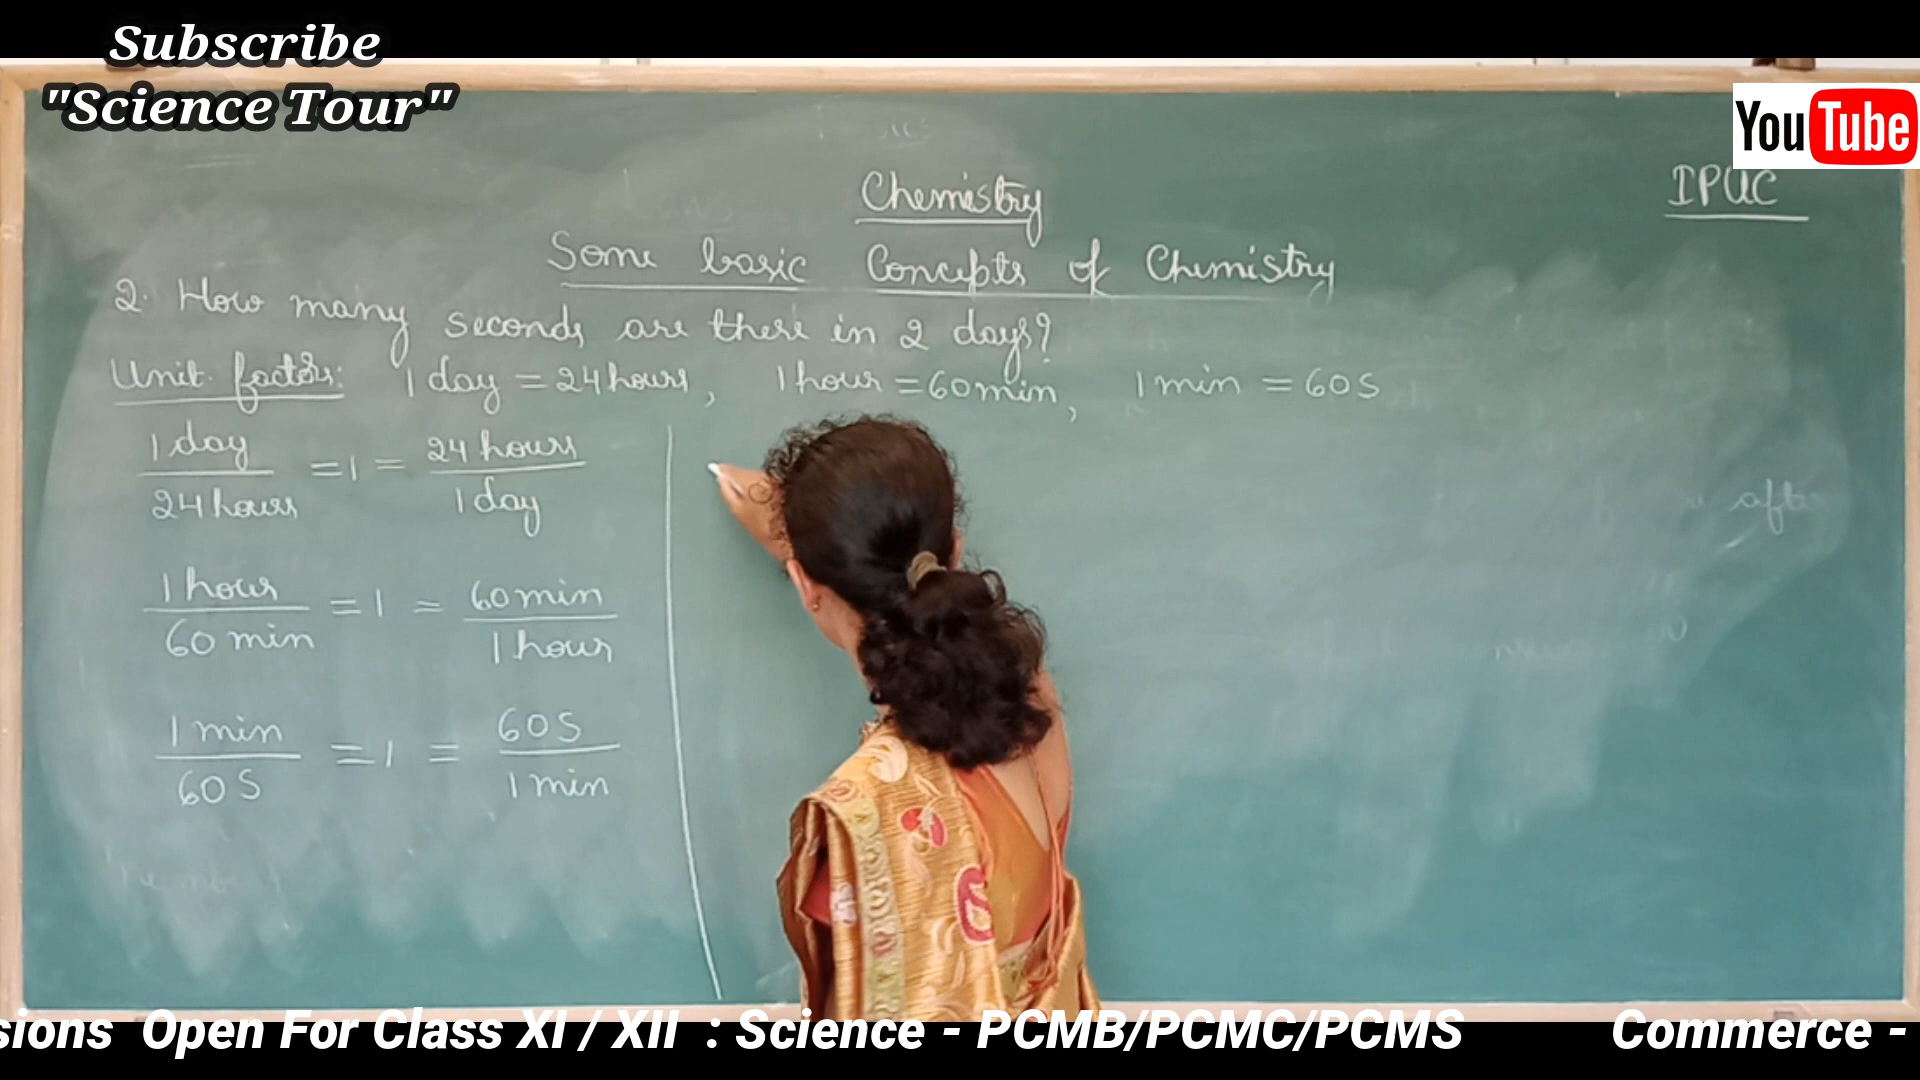 Subscribe
"Science Tour"
YouTube
IPUC
Chemistry
Some basic Concepts of Chemistry
2. How many seconds are there in 2 days?
Unit factors: 1 day = 24 hours, 1 hour = 60 min, 1 min = 60 S
1 day / 24 hours = 1 = 24 hours / 1 day
1 hour / 60 min = 1 = 60 min / 1 hour
1 min / 60 S = 1 = 60 S / 1 min
sions Open For Class XI / XII : Science - PCMB/PCMC/PCMS Commerce -